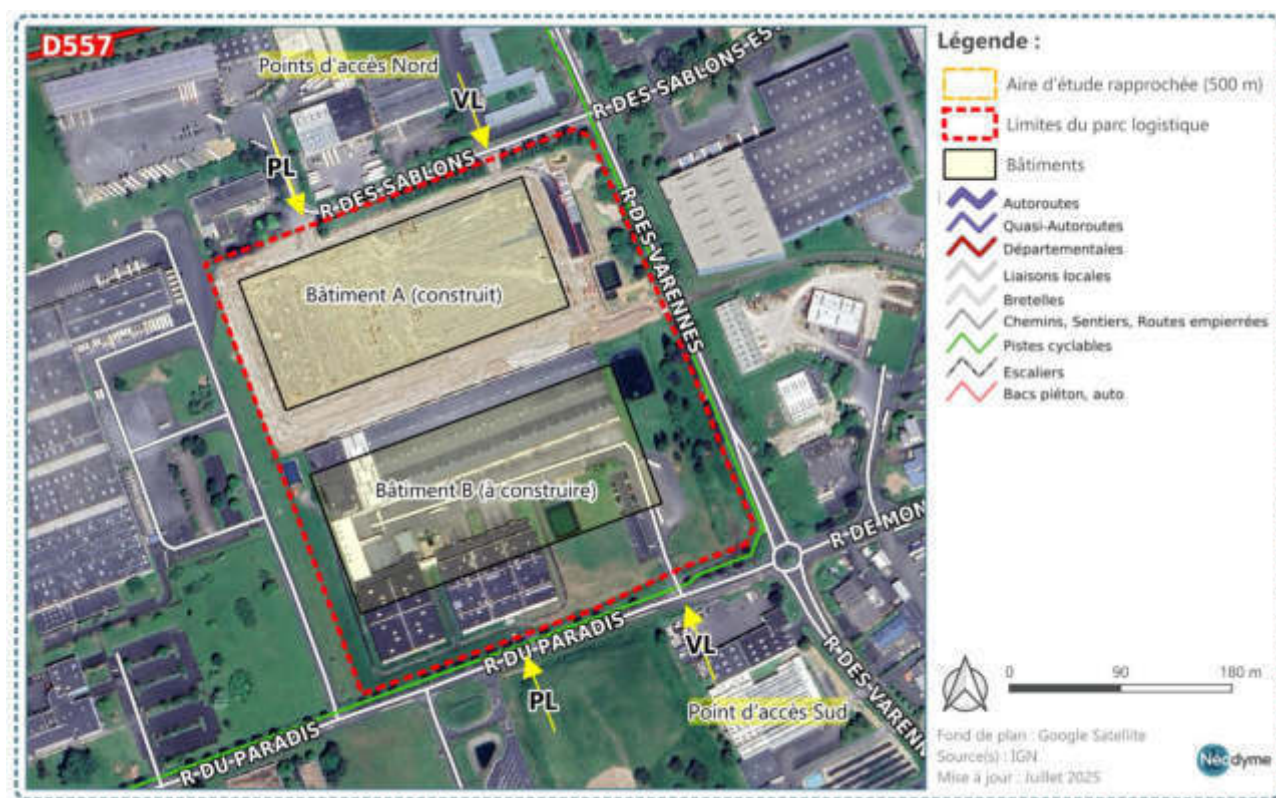 D557
Points d'accès Nord
VL
R-DES-SABLONS-ES
PL
R-DES-SABLONS
R-DES-VARENNES
Bâtiment A (construit)
Bâtiment B (à construire)
R-DE-MON
R-DU-PARADIS
VL
PL
Point d'accès Sud
R-DES-VARENN
R-DU-PARADIS
Légende :
Aire d'étude rapprochée (500 m)
Limites du parc logistique
Bâtiments
Autoroutes
Quasi-Autoroutes
Départementales
Liaisons locales
Bretelles
Chemins, Sentiers, Routes empierrées
Pistes cyclables
Escaliers
Bacs piéton, auto
0 90 180 m
Fond de plan : Google Satellite
Source(s) : IGN
Mise à jour : Juillet 2025
Néodyme